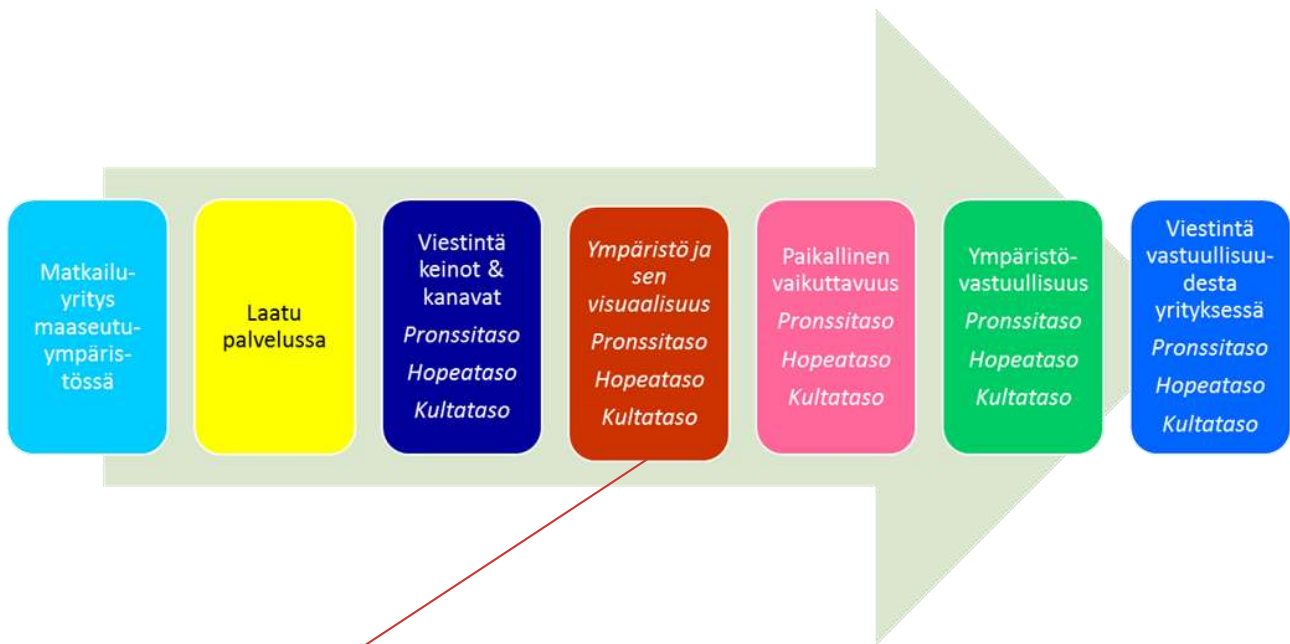 Matkailu-
yritys
maaseutu-
ympäris-
tössä
Laatu
palvelussa
Viestintä
keinot &
kanavat
Pronssitaso
Hopeataso
Kultataso
Ympäristö ja
sen
visuaalisuus
Pronssitaso
Hopeataso
Kultataso
Paikallinen
vaikuttavuus
Pronssitaso
Hopeataso
Kultataso
Ympäristö-
vastuullisuus
Pronssitaso
Hopeataso
Kultataso
Viestintä
vastuullisuu-
desta
yrityksessä
Pronssitaso
Hopeataso
Kultataso